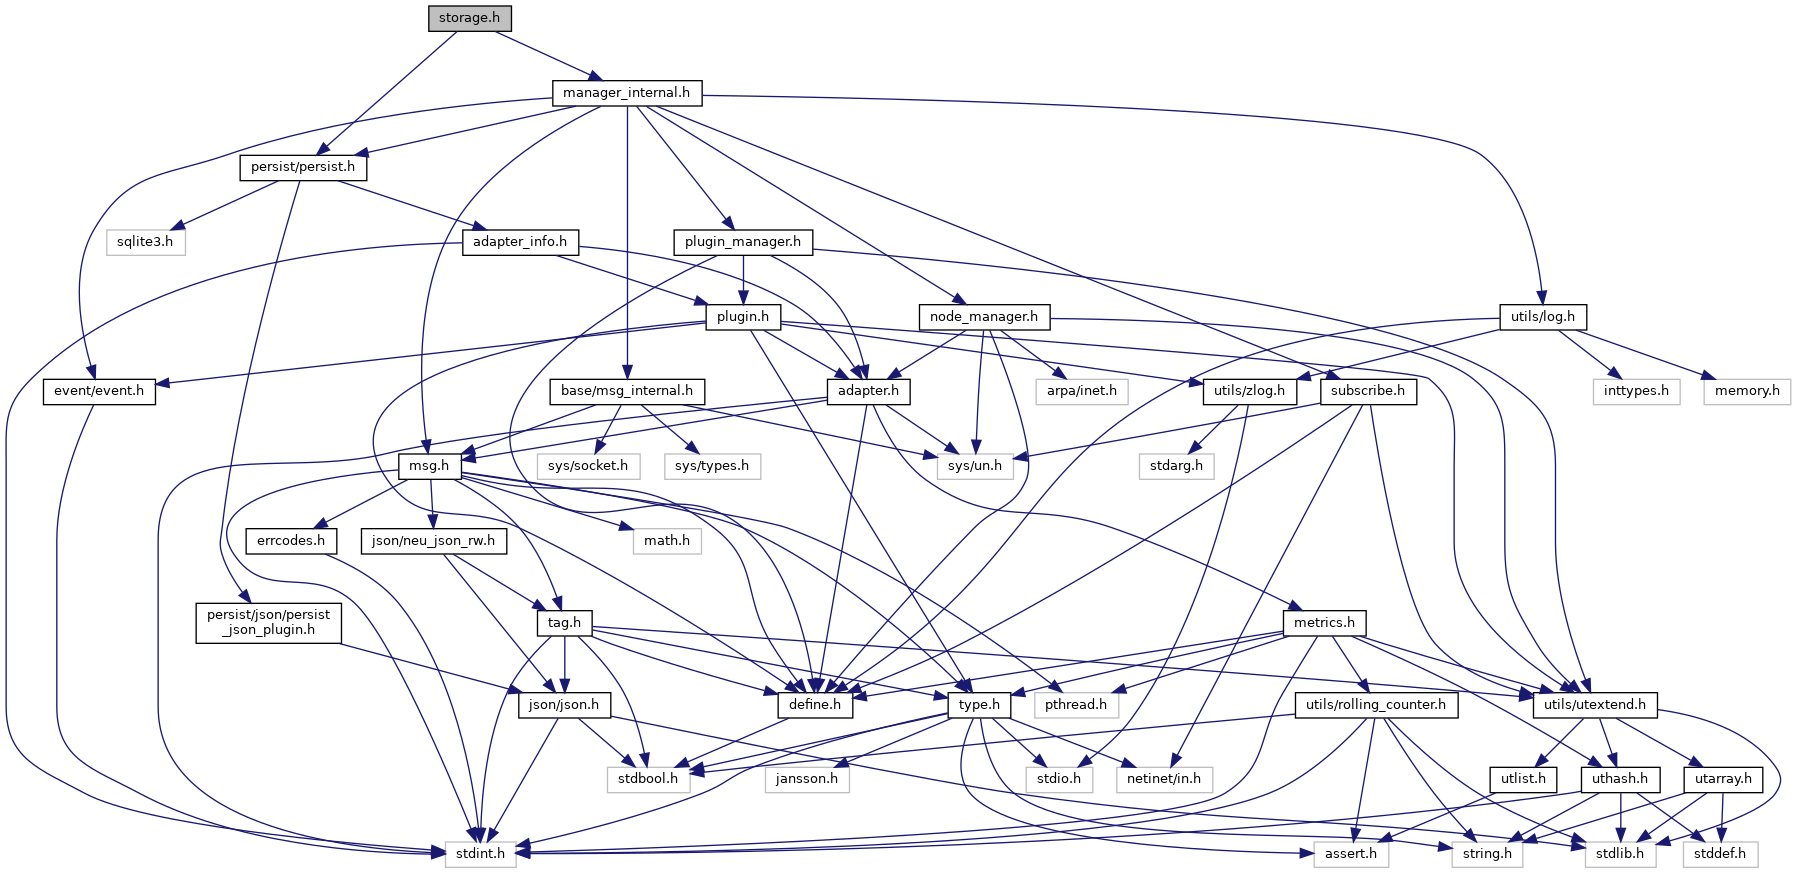 storage.h
manager_internal.h
persist/persist.h
sqlite3.h
adapter_info.h
plugin_manager.h
plugin.h
node_manager.h
utils/log.h
event/event.h
base/msg_internal.h
adapter.h
arpa/inet.h
utils/zlog.h
subscribe.h
inttypes.h
memory.h
msg.h
sys/socket.h
sys/types.h
sys/un.h
stdarg.h
errcodes.h
json/neu_json_rw.h
math.h
persist/json/persist
_json_plugin.h
tag.h
metrics.h
json/json.h
define.h
type.h
pthread.h
utils/rolling_counter.h
utils/utextend.h
stdbool.h
jansson.h
stdio.h
netinet/in.h
utlist.h
uthash.h
utarray.h
stdint.h
assert.h
string.h
stdlib.h
stddef.h